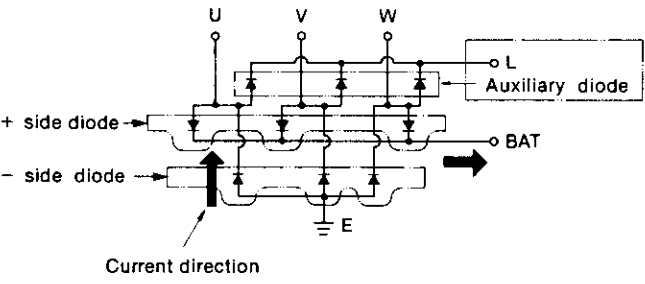 U V W
L
Auxiliary diode
+ side diode
BAT
− side diode
E
Current direction